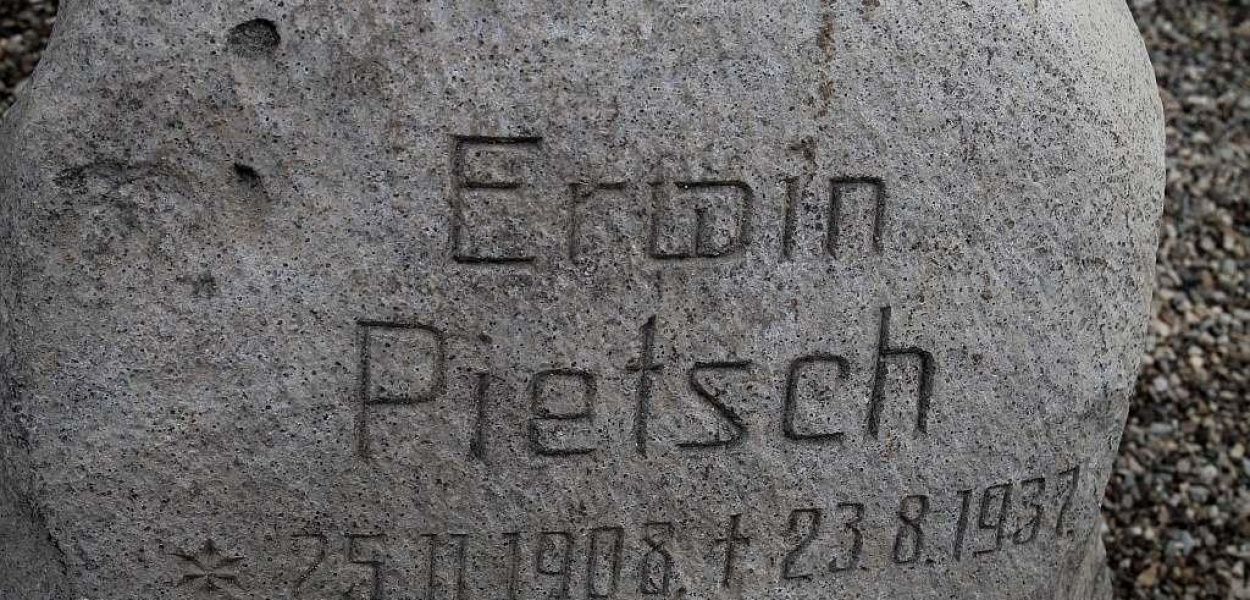 Erwin
Pietsch
* 25.11.1908. † 23.8.1937.